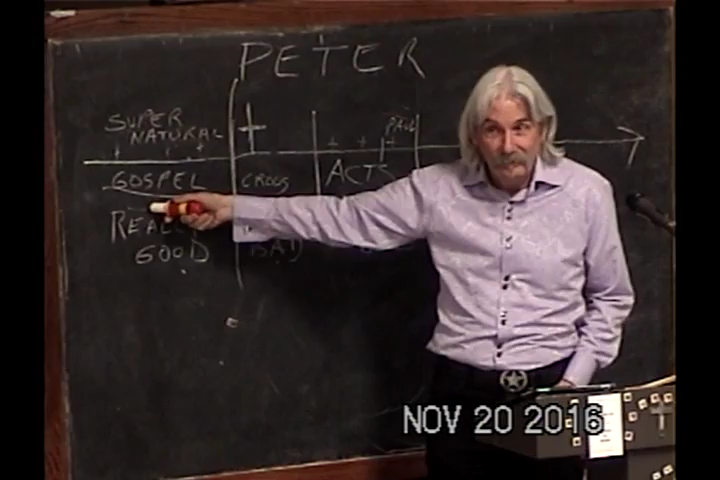 PETER
SUPER
NATURAL
PAUL
GOSPEL CROSS ACTS
GOOD
NOV 20 2016